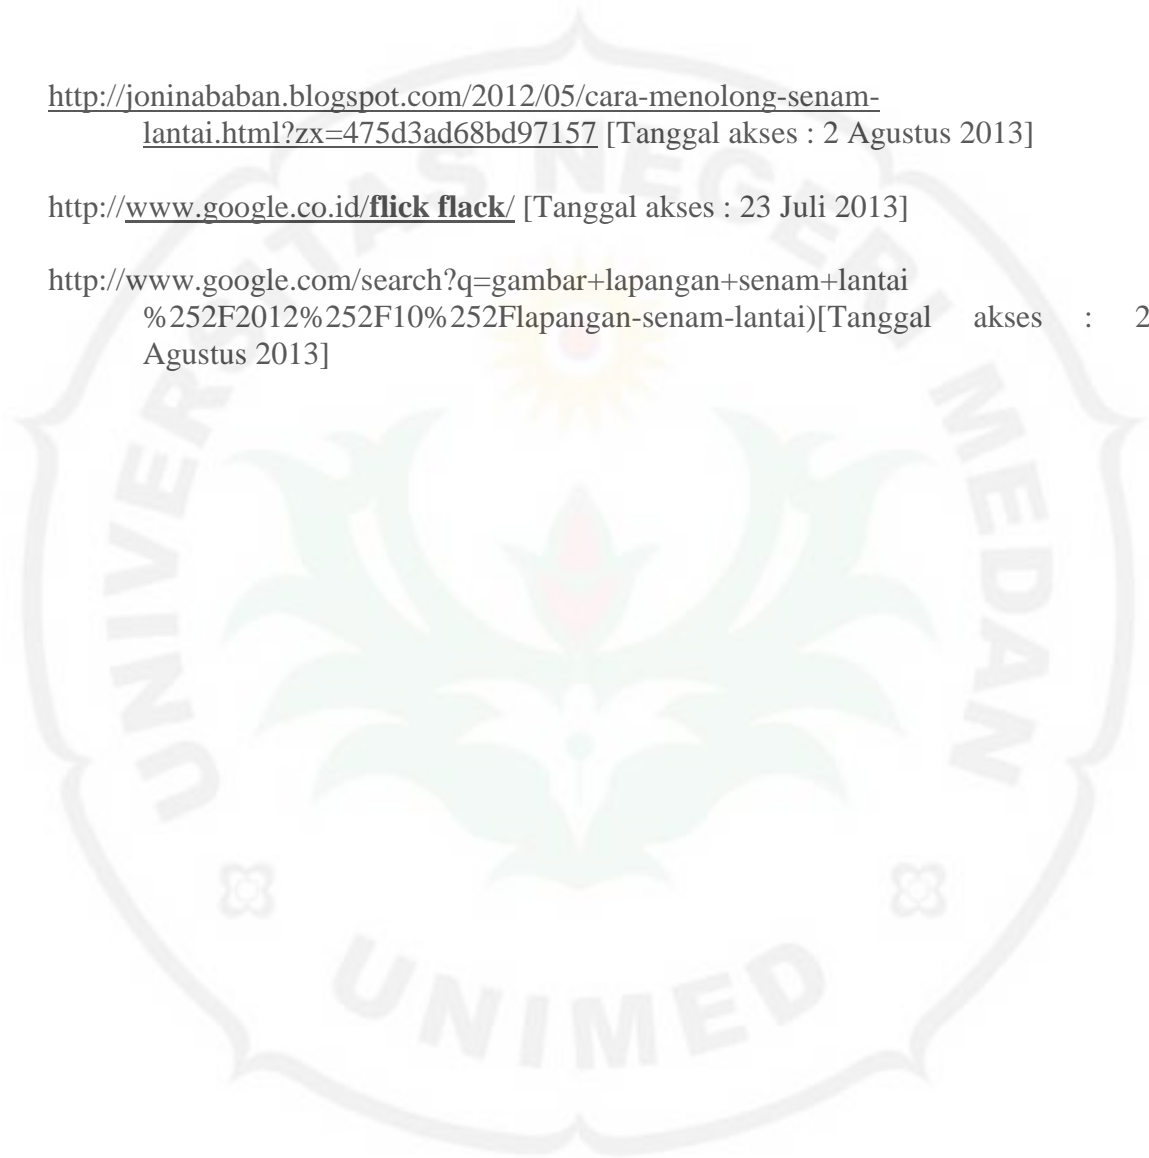 http://joninababan.blogspot.com/2012/05/cara-menolong-senam-
lantai.html?zx=475d3ad68bd97157 [Tanggal akses : 2 Agustus 2013]
http://www.google.co.id/flick flack/ [Tanggal akses : 23 Juli 2013]
http://www.google.com/search?q=gambar+lapangan+senam+lantai
%252F2012%252F10%252Flapangan-senam-lantai)[Tanggal akses : 2
Agustus 2013]
UNIVERSITAS NEGERI MEDAN
UNIMED